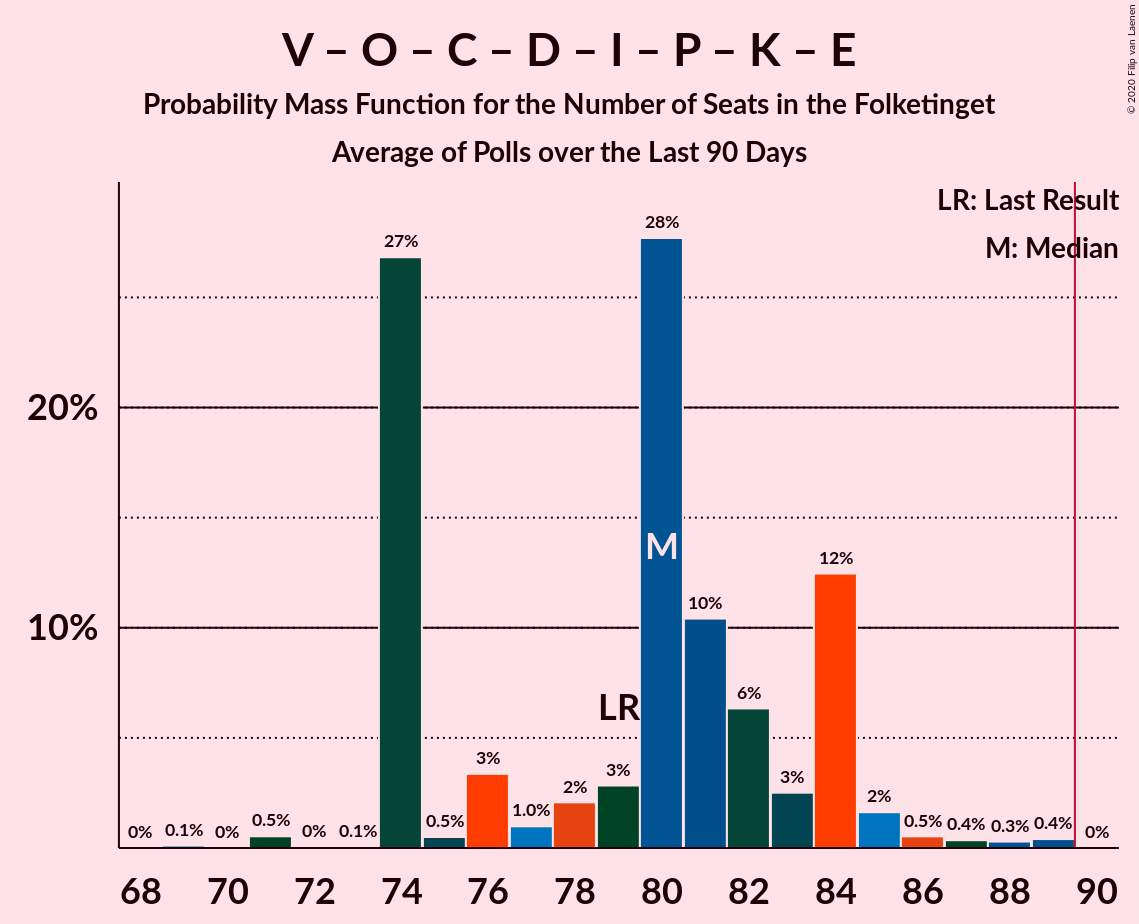 V – O – C – D – I – P – K – E
Probability Mass Function for the Number of Seats in the Folketinget
Average of Polls over the Last 90 Days
© 2020 Filip van Laenen
LR: Last Result
M: Median
28%
27%
20%
M
12%
10%
10%
6%
LR
3%
3%
3%
2%
2%
0% 0.1% 0% 0.5% 0% 0.1% 0.5% 1.0% 0.5% 0.4% 0.3% 0.4% 0%
68 70 72 74 76 78 80 82 84 86 88 90